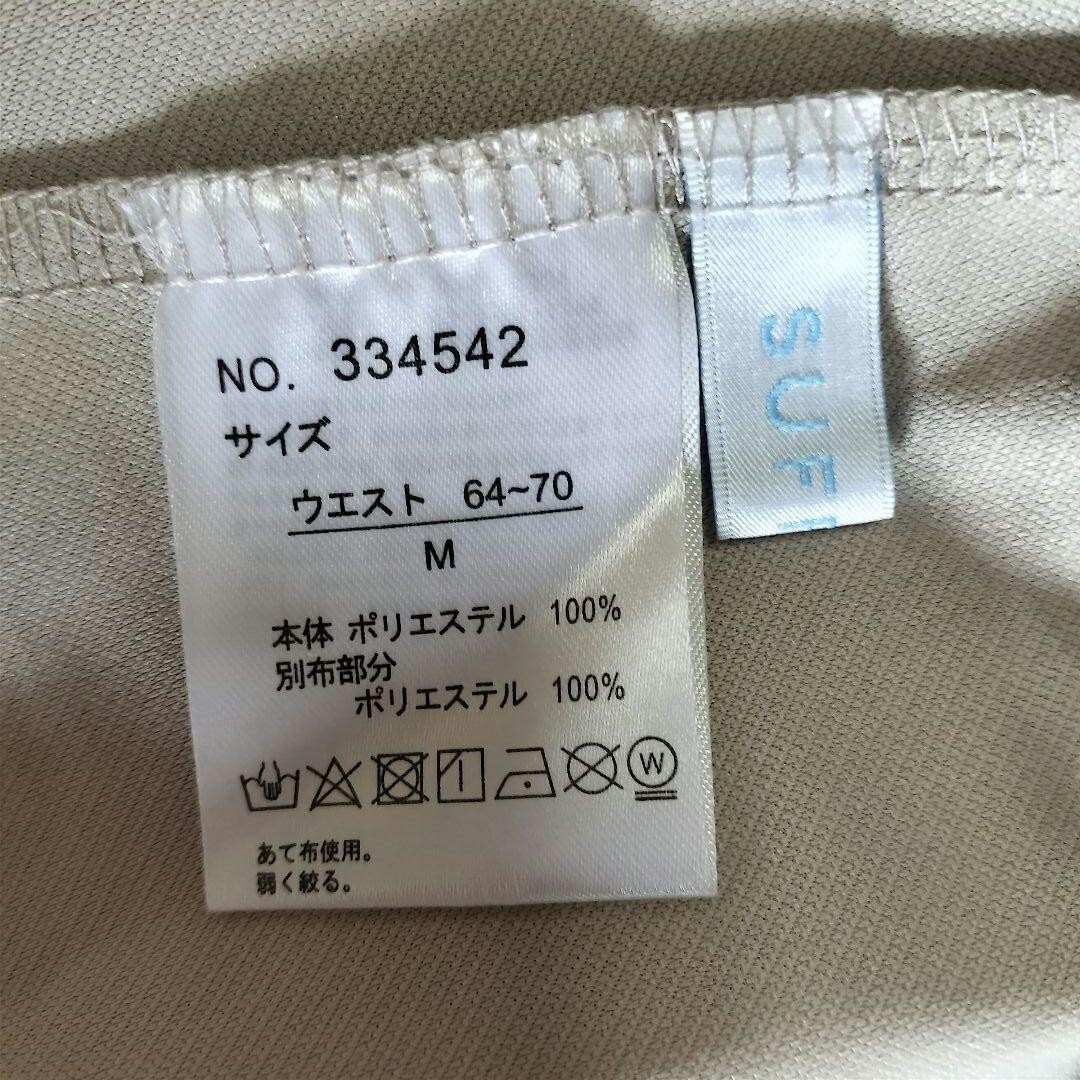 NO. 334542
サイズ
ウエスト 64~70
M
本体 ポリエステル 100%
別布部分
ポリエステル 100%
W
あて布使用。
弱く絞る。
SUF